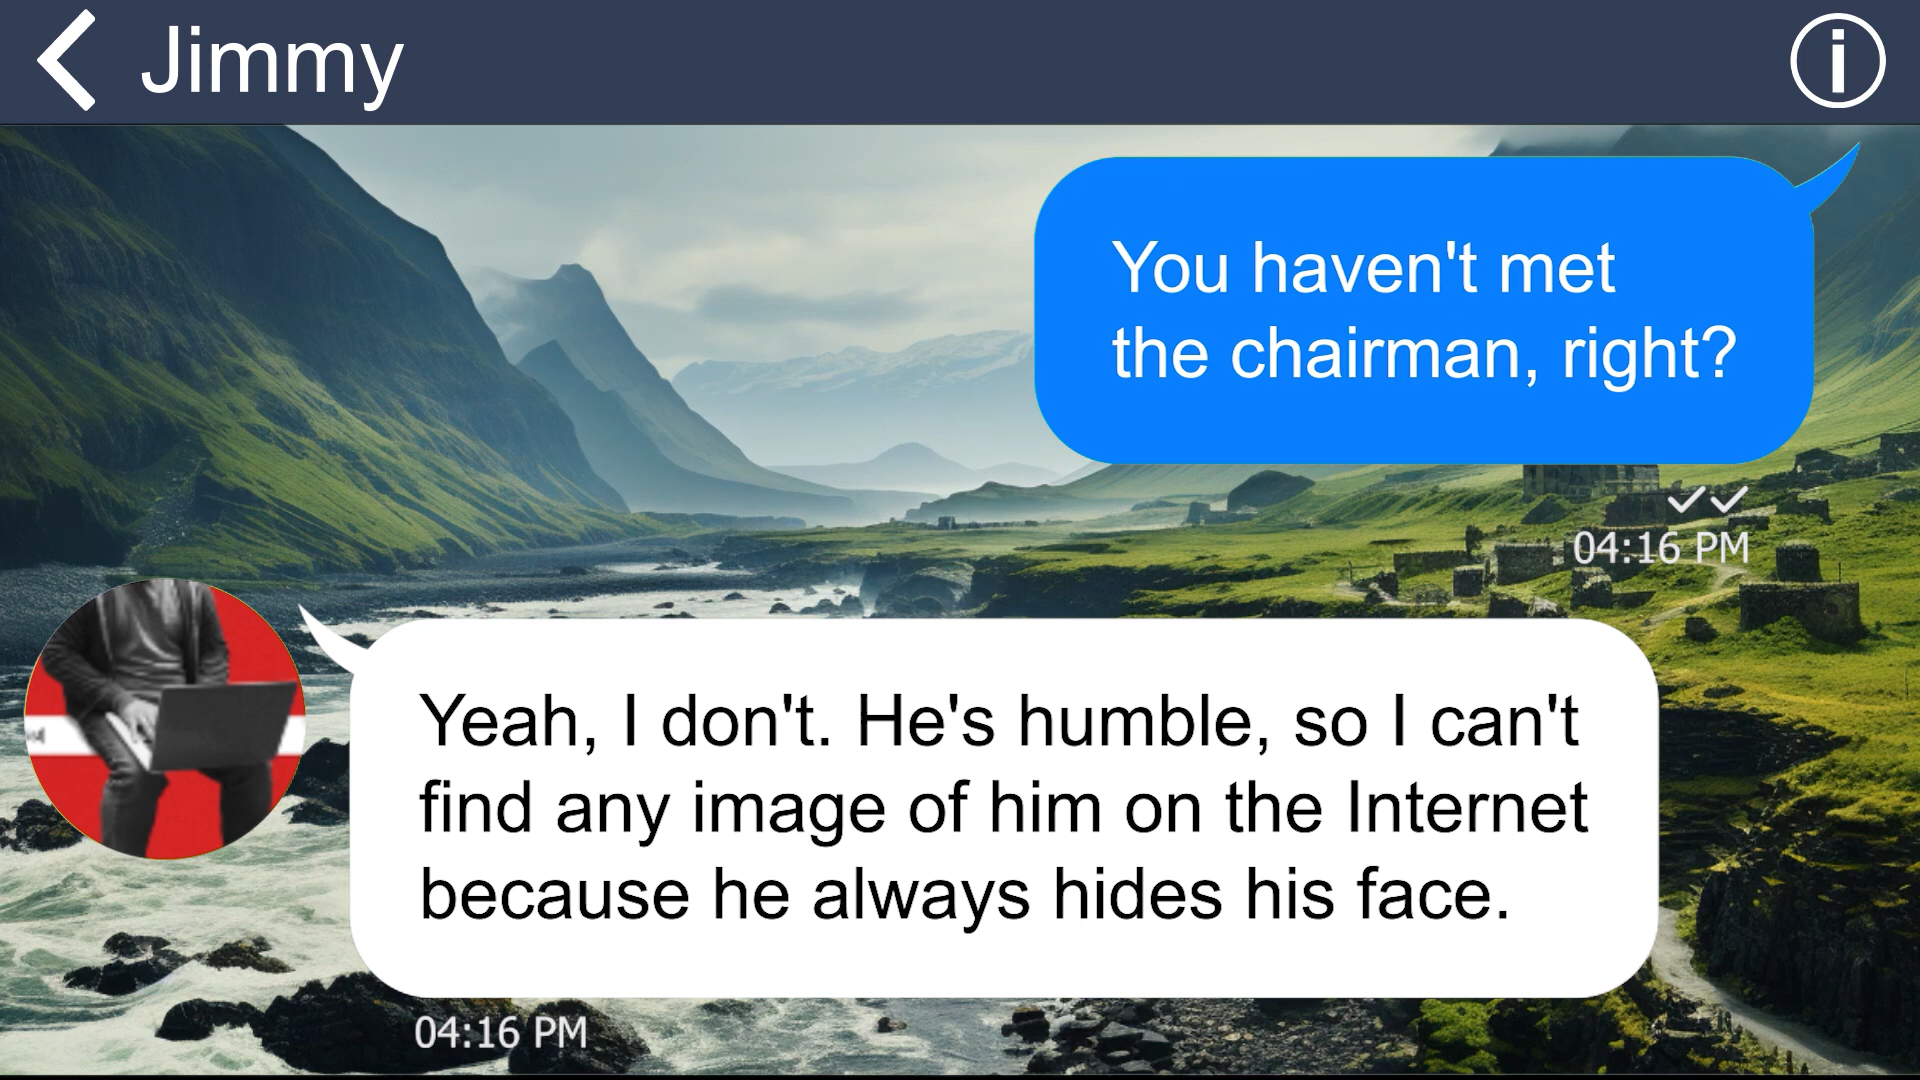 Jimmy
You haven't met
the chairman, right?
04:16 PM
Yeah, I don't. He's humble, so I can't
find any image of him on the Internet
because he always hides his face.
04:16 PM